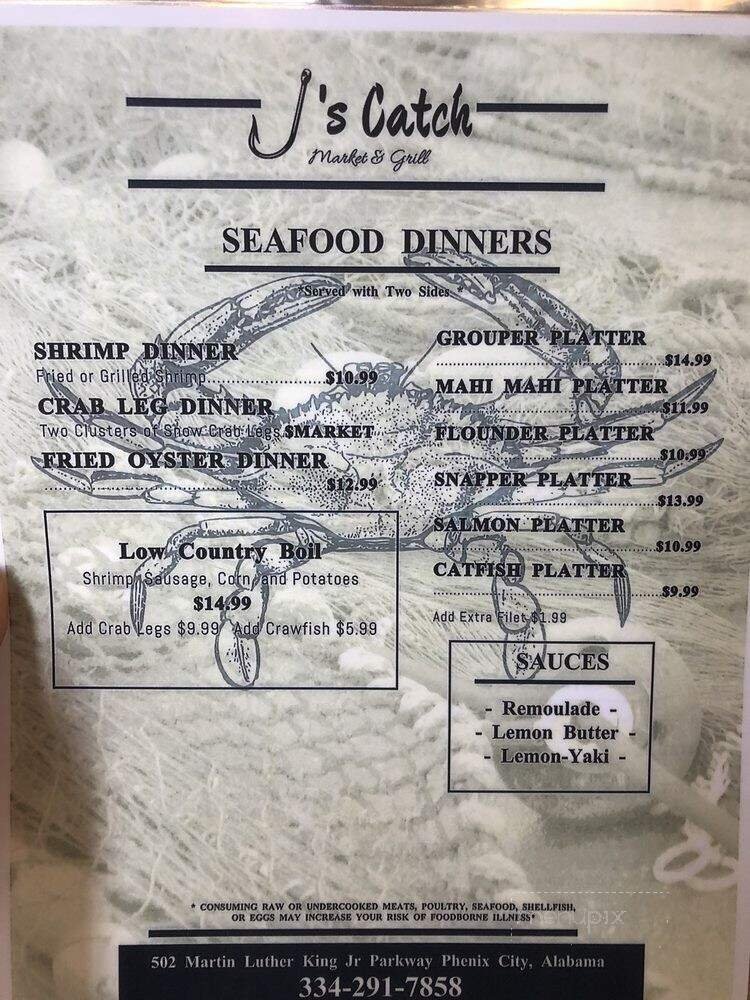 J's Catch
Market & Grill
SEAFOOD DINNERS
*Served with Two Sides *
SHRIMP DINNER
Fried or Grilled Shrimp..................$10.99
CRAB LEG DINNER
Two Clusters of Snow Crab Legs $MARKET
FRIED OYSTER DINNER
..................$12.99
Low Country Boil
Shrimp, Sausage, Corn, and Potatoes
$14.99
Add Crab Legs $9.99 Add Crawfish $5.99
GROUPER PLATTER
..................$14.99
MAHI MAHI PLATTER
..................$11.99
FLOUNDER PLATTER
..................$10.99
SNAPPER PLATTER
..................$13.99
SALMON PLATTER
..................$10.99
CATFISH PLATTER
..................$9.99
Add Extra Filet $1.99
SAUCES
- Remoulade -
- Lemon Butter -
- Lemon-Yaki -
* CONSUMING RAW OR UNDERCOOKED MEATS, POULTRY, SEAFOOD, SHELLFISH,
OR EGGS MAY INCREASE YOUR RISK OF FOODBORNE ILLNESS*
menupix
502 Martin Luther King Jr Parkway Phenix City, Alabama
334-291-7858